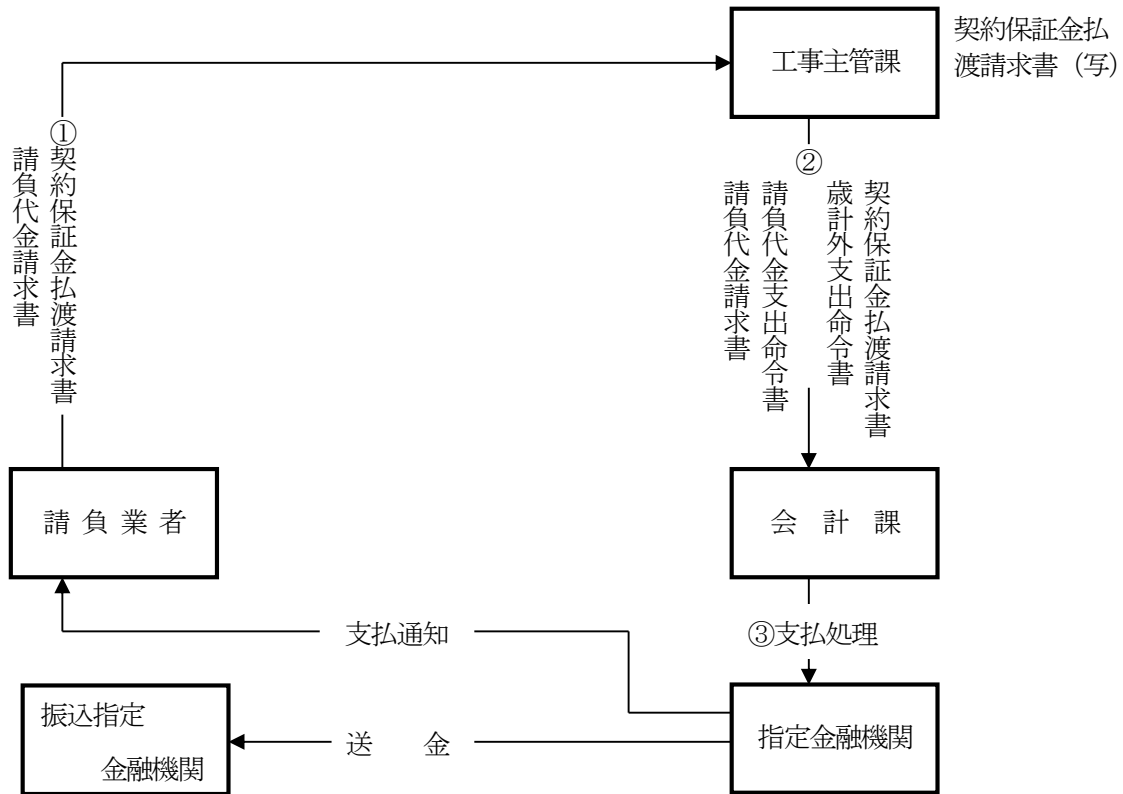 工事主管課
契約保証金払
渡請求書（写）
①契約保証金払渡請求書
請負代金請求書
②
契約保証金払渡請求書
歳計外支出命令書
請負代金支出命令書
請負代金請求書
請負業者
会計課
支払通知
③支払処理
振込指定
金融機関
送金
指定金融機関